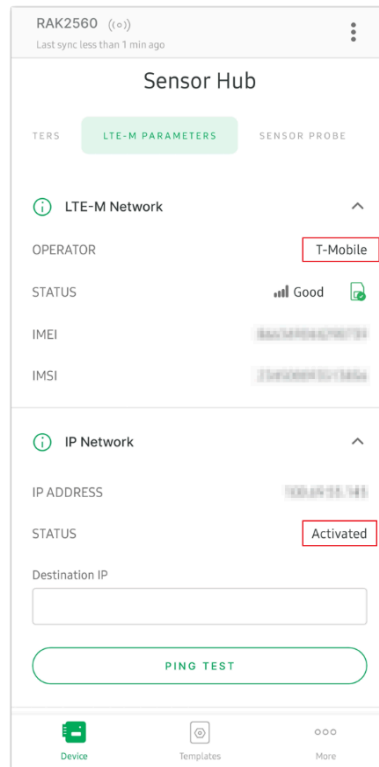 RAK2560
Last sync less than 1 min ago
Sensor Hub
TERS LTE-M PARAMETERS SENSOR PROBE
LTE-M Network
OPERATOR T-Mobile
STATUS Good
IMEI
IMSI
IP Network
IP ADDRESS
STATUS Activated
Destination IP
PING TEST
Device Templates More